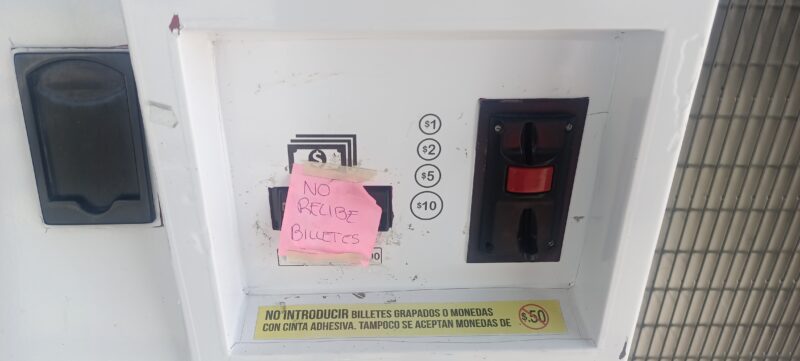 $
NO
RECIBE
BILLETES
00
$1
$2
$5
$10
NO INTRODUCIR BILLETES GRAPADOS O MONEDAS
CON CINTA ADHESIVA. TAMPOCO SE ACEPTAN MONEDAS DE $.50